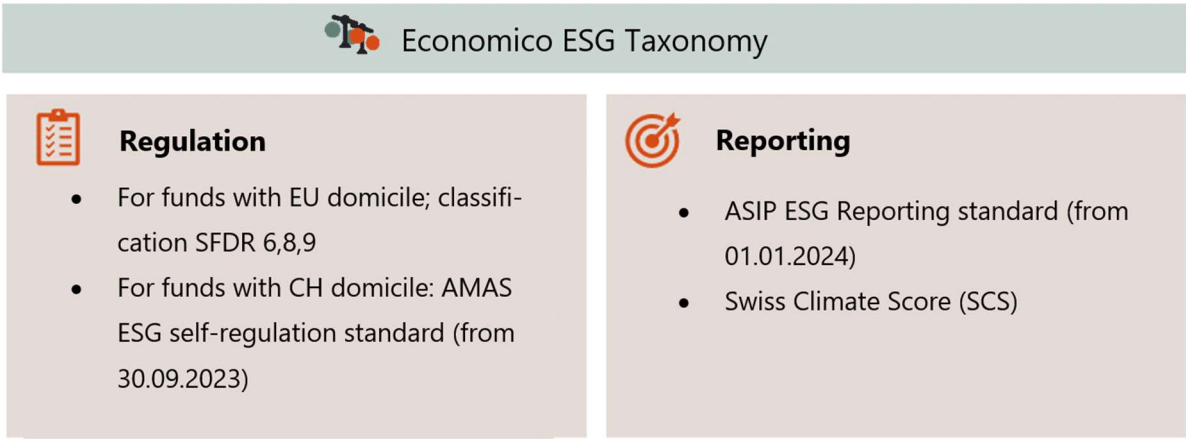 Economico ESG Taxonomy
Regulation
• For funds with EU domicile; classifi-
cation SFDR 6,8,9
• For funds with CH domicile: AMAS
ESG self-regulation standard (from
30.09.2023)
Reporting
• ASIP ESG Reporting standard (from
01.01.2024)
• Swiss Climate Score (SCS)